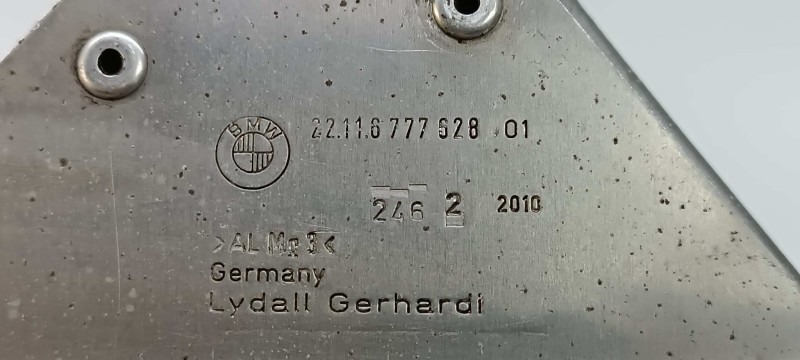 BMW 22.11.6 777 628 01
246 2 2010
>AL Mg 3<
Germany
Lydall Gerhardi